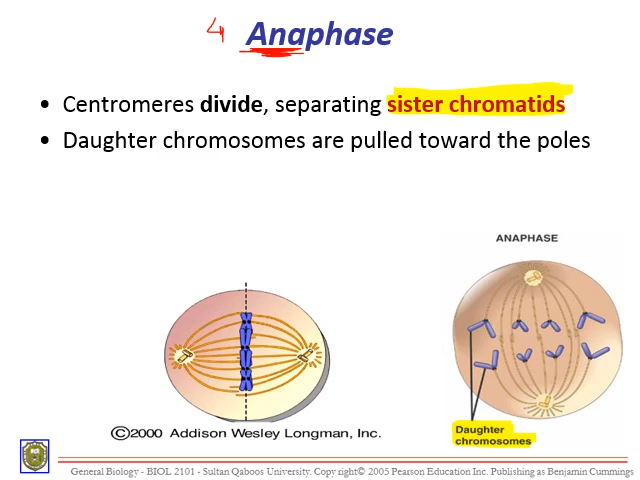 4 Anaphase
• Centromeres divide, separating sister chromatids
• Daughter chromosomes are pulled toward the poles
ANAPHASE
Daughter
chromosomes
©2000 Addison Wesley Longman, Inc.
General Biology - BIOL 2101 - Sultan Qaboos University. Copy right© 2005 Pearson Education Inc. Publishing as Benjamin Cummings